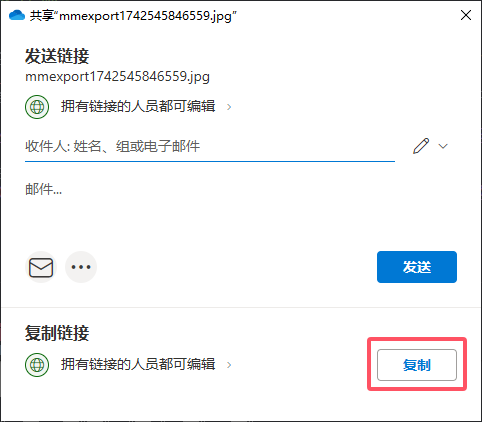 共享“mmexport1742545846559.jpg”
发送链接
mmexport1742545846559.jpg
拥有链接的人员都可编辑
收件人: 姓名、组或电子邮件
邮件...
发送
复制链接
拥有链接的人员都可编辑
复制